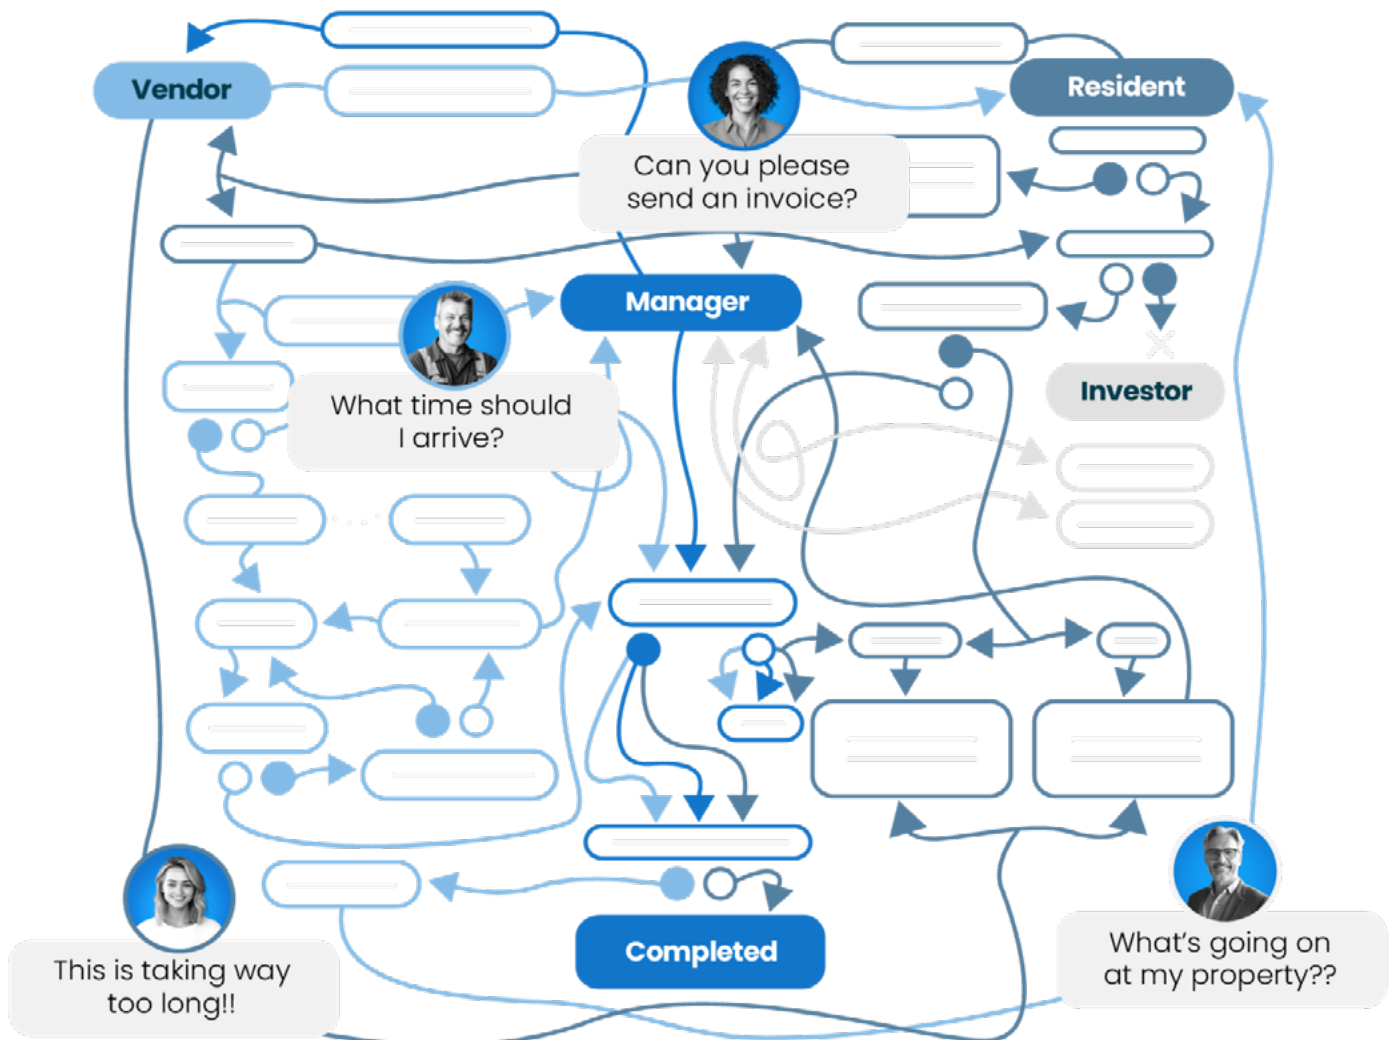 Vendor
Resident
Can you please
send an invoice?
Manager
Investor
What time should
I arrive?
Completed
This is taking way
too long!!
What's going on
at my property??